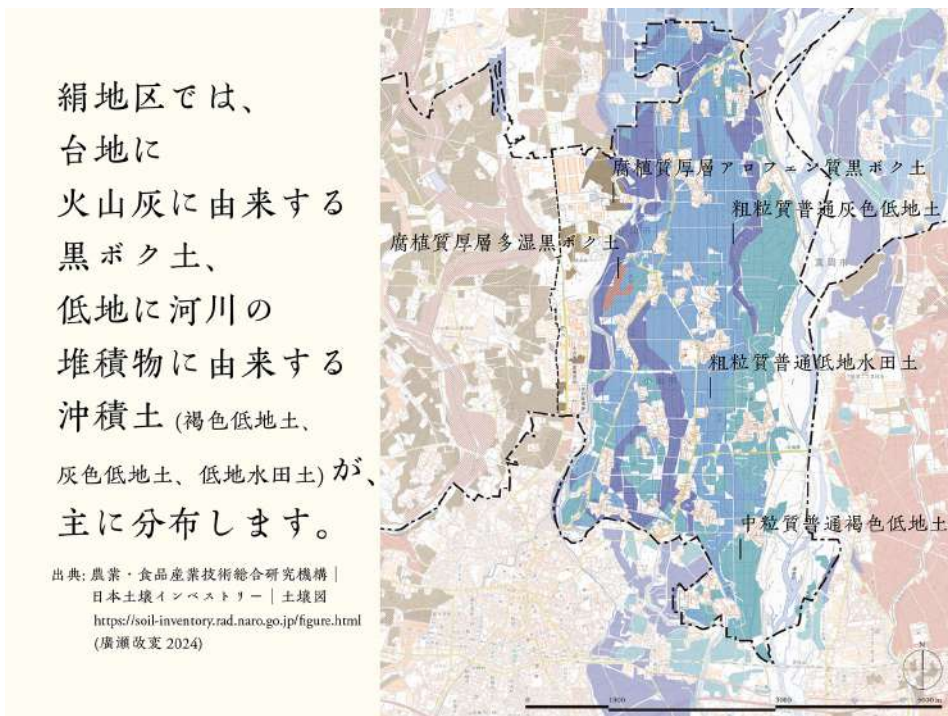 絹地区では、
台地に
火山灰に由来する
黒ボク土、
低地に河川の
堆積物に由来する
沖積土 (褐色低地土、
灰色低地土、低地水田土) が、
主に分布します。
出典: 農業・食品産業技術総合研究機構 |
日本土壌インベストリー | 土壌図
https://soil-inventory.rad.naro.go.jp/figure.html
(廣瀬改変 2024)
腐植質厚層アロフェン質黒ボク土
粗粒質普通灰色低地土
腐植質厚層多湿黒ボク土
粗粒質普通低地水田土
中粒質普通褐色低地土
N